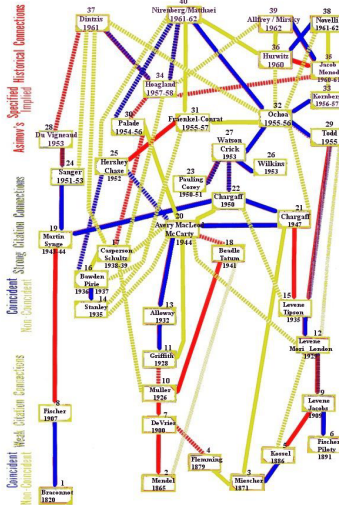 37
Dintzis
1961
40
Nirenberg/Matthaei
1961-62
39
Allfrey / Mirsky
1962
38
Novelli
1961-62
36
Hurwitz
1960
35
Jacob
Monod
34
Hoagland
1957-58
33
Kornberg
1956-57
32
Ochoa
1955-56
31
Fraenkel-Conrat
1955-57
30
Palade
1954-56
29
Todd
1955
28
Du Vigneaud
1953
27
Watson
Crick
1953
26
Wilkins
1953
25
Hershey
Chase
1952
24
Sanger
1951-53
23
Pauling
Corey
1950-51
22
Chargaff
1950
21
Chargaff
1947
20
Avery MacLeod
McCarty
1944
19
Martin
Synge
1943-44
18
Beadle
Tatum
1941
17
Casperson
Schultz
1938-39
16
Bawden
Pirie
1936 1937
15
Levene
Tipson
1935
14
Stanley
1935
13
Alloway
1932
12
Levene
Mori London
1929
11
Griffith
1928
10
Muller
1926
9
Levene
Jacobs
1909
8
Fischer
1907
7
DeVries
1900
6
Fischer
Piloty
1891
5
Kossel
1886
4
Flemming
1879
3
Miescher
1871
2
Mendel
1865
1
Braconnot
1820
Asimov's Specified Historical Connections
Implied
Strong Citation Connections
Coincident
Non Coincident
Weak Citation Connections
Coincident
Non-Coincident